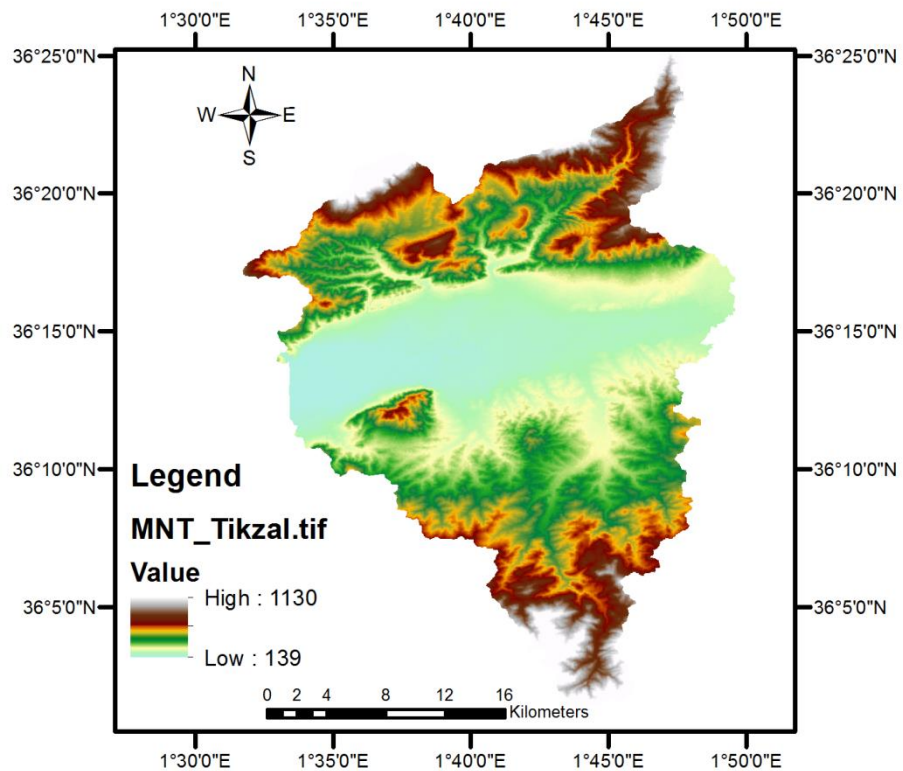 1°30'0"E 1°35'0"E 1°40'0"E 1°45'0"E 1°50'0"E
36°25'0"N 36°25'0"N
N
W E
S
36°20'0"N 36°20'0"N
36°15'0"N 36°15'0"N
36°10'0"N 36°10'0"N
Legend
MNT_Tikzal.tif
Value
High : 1130
Low : 139
36°5'0"N 36°5'0"N
0 2 4 8 12 16
Kilometers
1°30'0"E 1°35'0"E 1°40'0"E 1°45'0"E 1°50'0"E